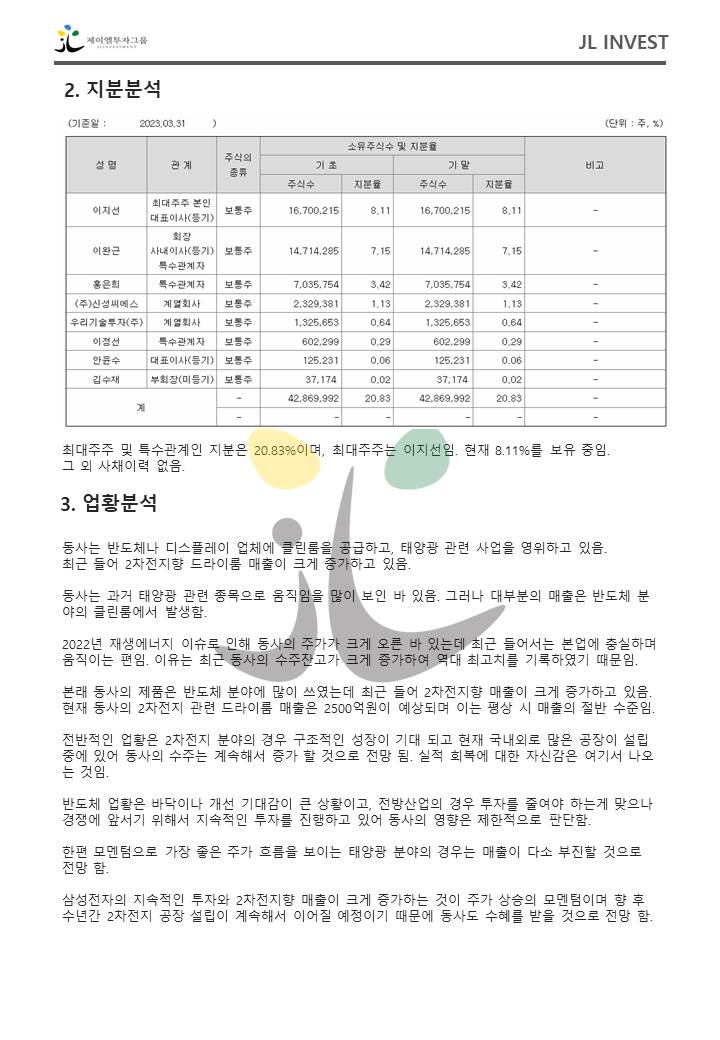 제이엘투자그룹
JLINVESTMENT
JL INVEST
2. 지분분석
(기준일 : 2023.03.31 )
(단위 : 주, %)
성 명 관 계 주식의 종류 소유주식수 및 지분율 비고
기 초 기 말
주식수 지분율 주식수 지분율
이지선 최대주주 본인 대표이사(등기) 보통주 16,700,215 8.11 16,700,215 8.11 -
이완근 회장 사내이사(등기) 특수관계자 보통주 14,714,285 7.15 14,714,285 7.15 -
홍은희 특수관계자 보통주 7,035,754 3.42 7,035,754 3.42 -
(주)신성씨에스 계열회사 보통주 2,329,381 1.13 2,329,381 1.13 -
우리기술투자(주) 계열회사 보통주 1,325,653 0.64 1,325,653 0.64 -
이정선 특수관계자 보통주 602,299 0.29 602,299 0.29 -
안윤수 대표이사(등기) 보통주 125,231 0.06 125,231 0.06 -
김수재 부회장(미등기) 보통주 37,174 0.02 37,174 0.02 -
계 - 42,869,992 20.83 42,869,992 20.83 -
- - - - - -
최대주주 및 특수관계인 지분은 20.83%이며, 최대주주는 이지선임. 현재 8.11%를 보유 중임.
그 외 사채이력 없음.
3. 업황분석
동사는 반도체나 디스플레이 업체에 클린룸을 공급하고, 태양광 관련 사업을 영위하고 있음.
최근 들어 2차전지향 드라이룸 매출이 크게 증가하고 있음.
동사는 과거 태양광 관련 종목으로 움직임을 많이 보인 바 있음. 그러나 대부분의 매출은 반도체 분
야의 클린룸에서 발생함.
2022년 재생에너지 이슈로 인해 동사의 주가가 크게 오른 바 있는데 최근 들어서는 본업에 충실하며
움직이는 편임. 이유는 최근 동사의 수주잔고가 크게 증가하여 역대 최고치를 기록하였기 때문임.
본래 동사의 제품은 반도체 분야에 많이 쓰였는데 최근 들어 2차전지향 매출이 크게 증가하고 있음.
현재 동사의 2차전지 관련 드라이룸 매출은 2500억원이 예상되며 이는 평상 시 매출의 절반 수준임.
전반적인 업황은 2차전지 분야의 경우 구조적인 성장이 기대 되고 현재 국내외로 많은 공장이 설립
중에 있어 동사의 수주는 계속해서 증가 할 것으로 전망 됨. 실적 회복에 대한 자신감은 여기서 나오
는 것임.
반도체 업황은 바닥이나 개선 기대감이 큰 상황이고, 전방산업의 경우 투자를 줄여야 하는게 맞으나
경쟁에 앞서기 위해서 지속적인 투자를 진행하고 있어 동사의 영향은 제한적으로 판단함.
한편 모멘텀으로 가장 좋은 주가 흐름을 보이는 태양광 분야의 경우는 매출이 다소 부진할 것으로
전망 함.
삼성전자의 지속적인 투자와 2차전지향 매출이 크게 증가하는 것이 주가 상승의 모멘텀이며 향 후
수년간 2차전지 공장 설립이 계속해서 이어질 예정이기 때문에 동사도 수혜를 받을 것으로 전망 함.